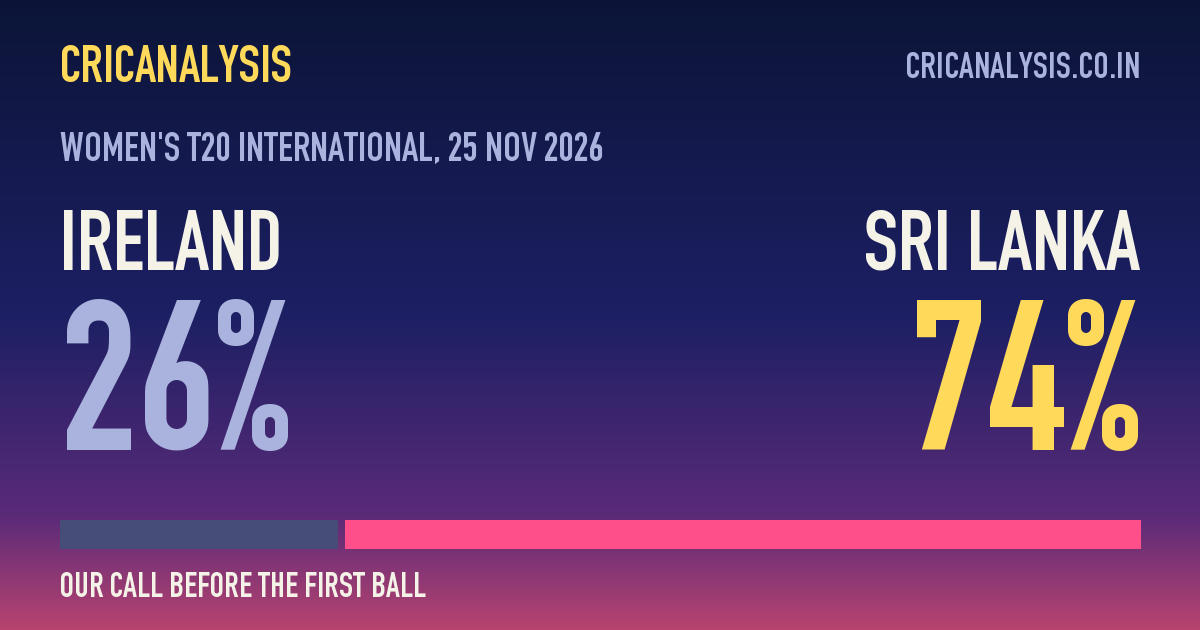 CRICANALYSIS
CRICANALYSIS.CO.IN
WOMEN'S T20 INTERNATIONAL, 25 NOV 2026
IRELAND
SRI LANKA
26%
74%
OUR CALL BEFORE THE FIRST BALL